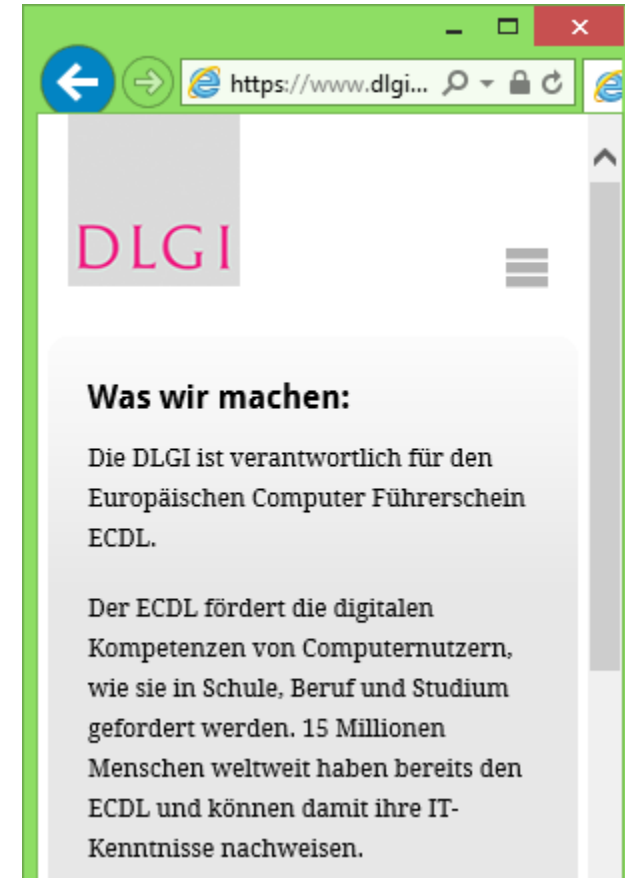 https://www.dlgi...
DLGI
Was wir machen:
Die DLGI ist verantwortlich für den
Europäischen Computer Führerschein
ECDL.
Der ECDL fördert die digitalen
Kompetenzen von Computernutzern,
wie sie in Schule, Beruf und Studium
gefordert werden. 15 Millionen
Menschen weltweit haben bereits den
ECDL und können damit ihre IT-
Kenntnisse nachweisen.